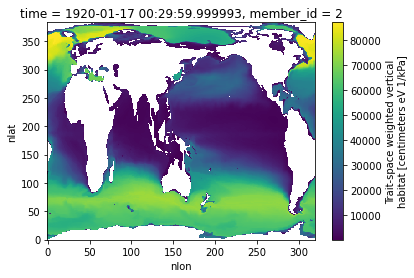 time = 1920-01-17 00:29:59.999993, member_id = 2
350
300
250
200
150
100
50
0
nlat
0 50 100 150 200 250 300
nlon
80000
70000
60000
50000
40000
30000
20000
10000
Trait-space weighted vertical
habitat [centimeters eV 1/kPa]